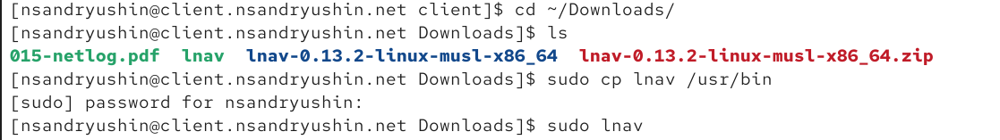 [nsandryushin@client.nsandryushin.net client]$ cd ~/Downloads/
[nsandryushin@client.nsandryushin.net Downloads]$ ls
015-netlog.pdf  lnav  lnav-0.13.2-linux-musl-x86_64  lnav-0.13.2-linux-musl-x86_64.zip
[nsandryushin@client.nsandryushin.net Downloads]$ sudo cp lnav /usr/bin
[sudo] password for nsandryushin:
[nsandryushin@client.nsandryushin.net Downloads]$ sudo lnav